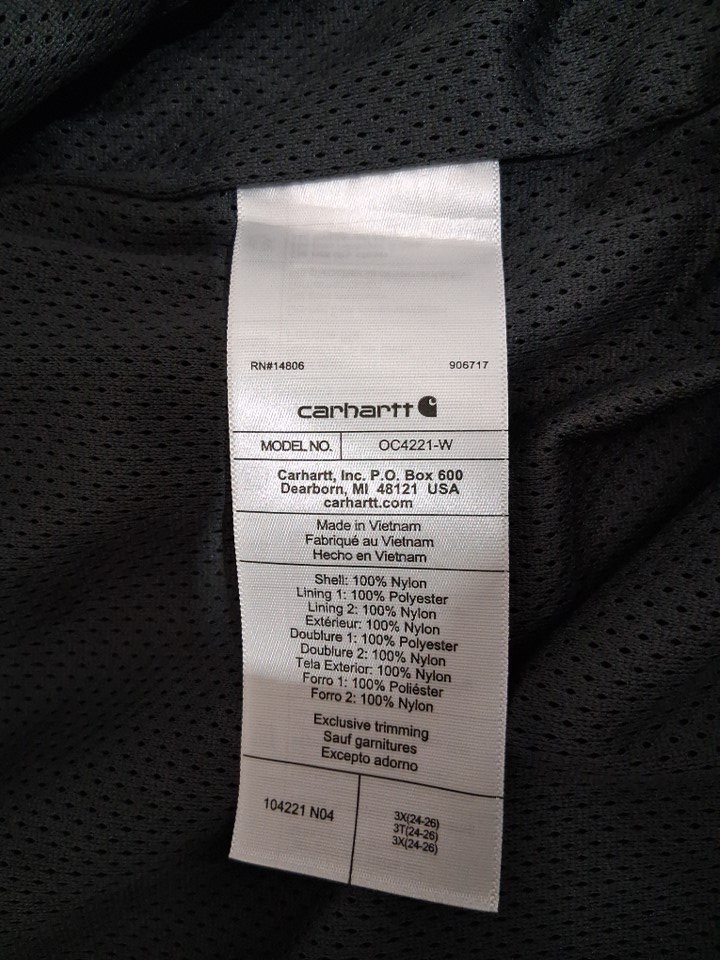 RN#14806 906717
carhartt
MODEL NO. OC4221-W
Carhartt, Inc. P.O. Box 600
Dearborn, MI 48121 USA
carhartt.com
Made in Vietnam
Fabriqué au Vietnam
Hecho en Vietnam
Shell: 100% Nylon
Lining 1: 100% Polyester
Lining 2: 100% Nylon
Extérieur: 100% Nylon
Doublure 1: 100% Polyester
Doublure 2: 100% Nylon
Tela Exterior: 100% Nylon
Forro 1: 100% Poliéster
Forro 2: 100% Nylon
Exclusive trimming
Sauf garnitures
Excepto adorno
104221 N04
3X(24-26)
3T(24-26)
3X(24-26)